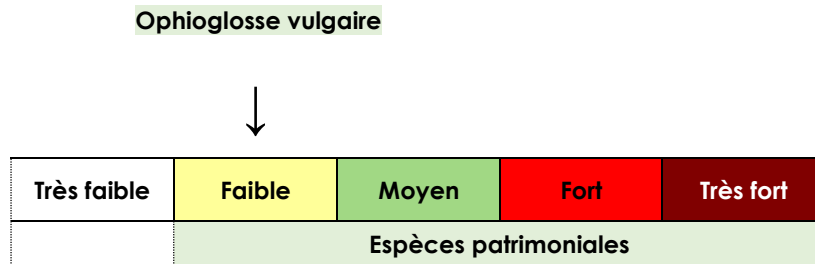 Ophioglosse vulgaire
Très faible Faible Moyen Fort Très fort
Espèces patrimoniales